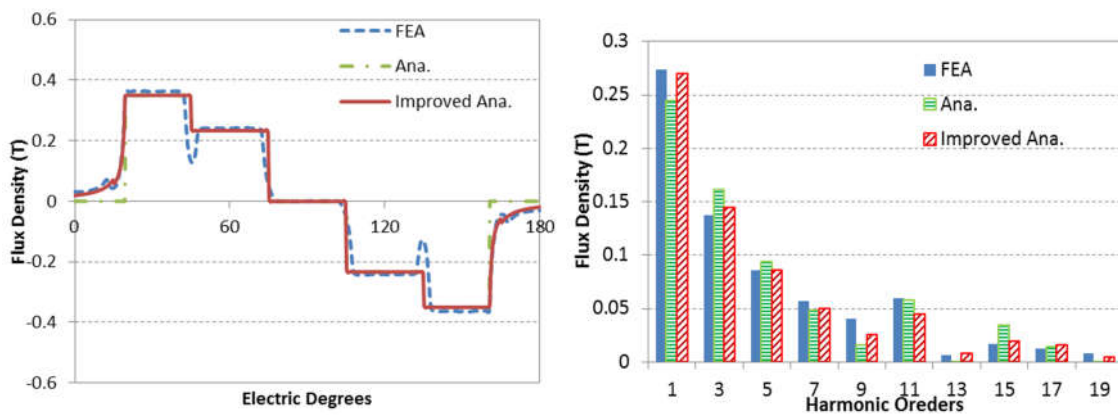 0.6
0.4
0.2
0
-0.2
-0.4
-0.6
Flux Density (T)
FEA
Ana.
Improved Ana.
0
60
120
180
Electric Degrees
0.3
0.25
0.2
0.15
0.1
0.05
0
Flux Density (T)
FEA
Ana.
Improved Ana.
1 3 5 7 9 11 13 15 17 19
Harmonic Oreders